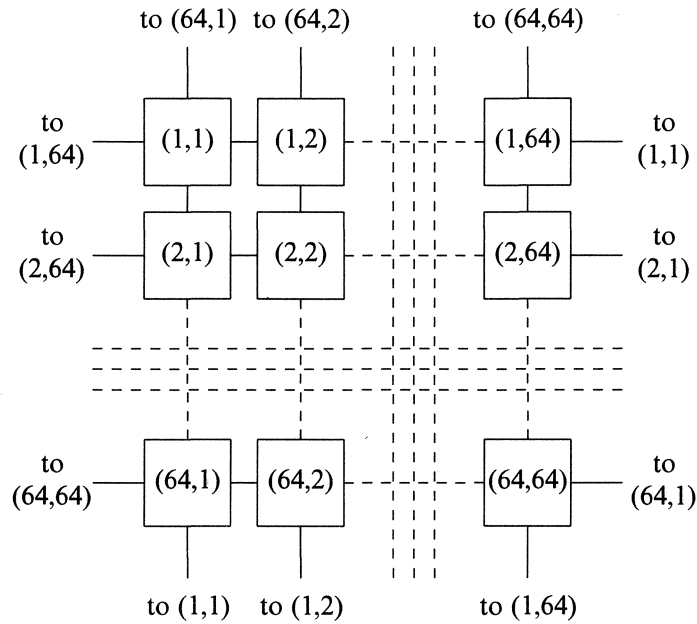 to (64,1) to (64,2) to (64,64)
to
(1,64)
(1,1) (1,2) (1,64)
to
(1,1)
to
(2,64)
(2,1) (2,2) (2,64)
to
(2,1)
to
(64,64)
(64,1) (64,2) (64,64)
to
(64,1)
to (1,1) to (1,2) to (1,64)